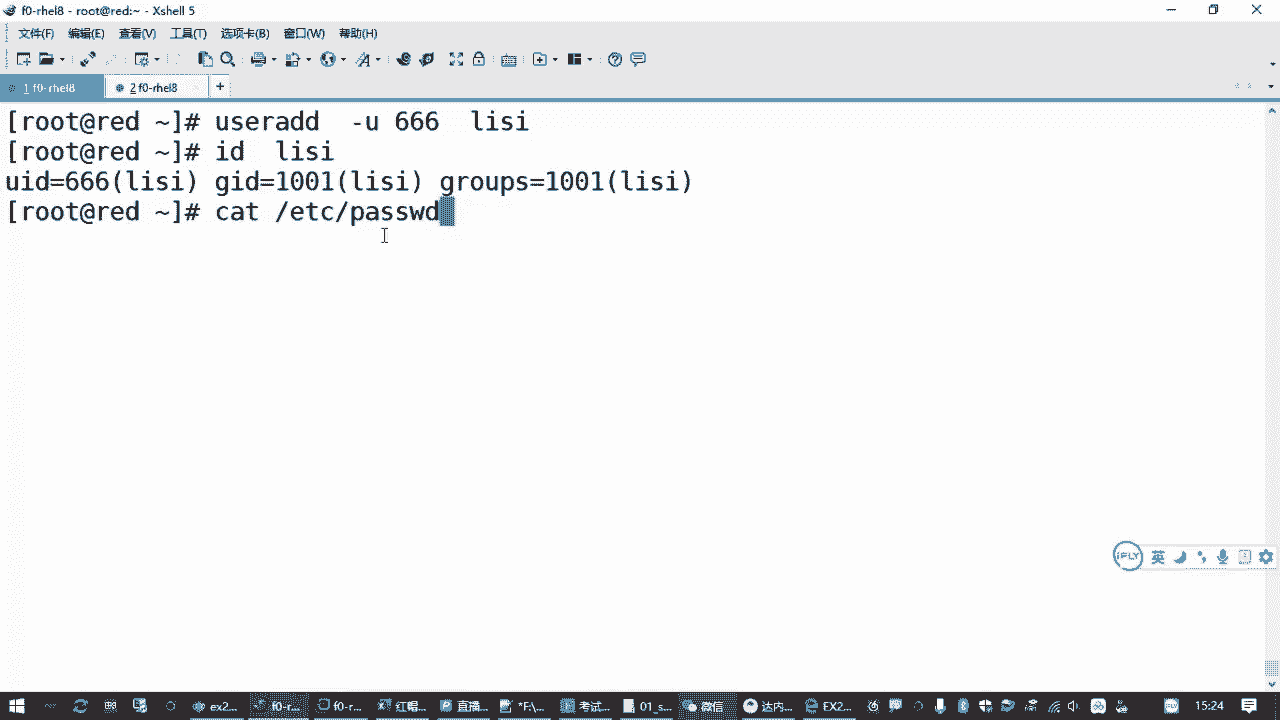 f0-rhel8 - root@red:~ - Xshell 5
文件(F) 编辑(E) 查看(V) 工具(T) 选项卡(B) 窗口(W) 帮助(H)
1 f0-rhel8
2 f0-rhel8
+
[root@red ~]# useradd  -u 666  lisi
[root@red ~]# id  lisi
uid=666(lisi) gid=1001(lisi) groups=1001(lisi)
[root@red ~]# cat /etc/passwd
iFLY 英
ex2...
f0-r...
f0-r...
红帽...
直播...
*F:\...
考试...
01_s...
微信
达内...
EX2...
15:24